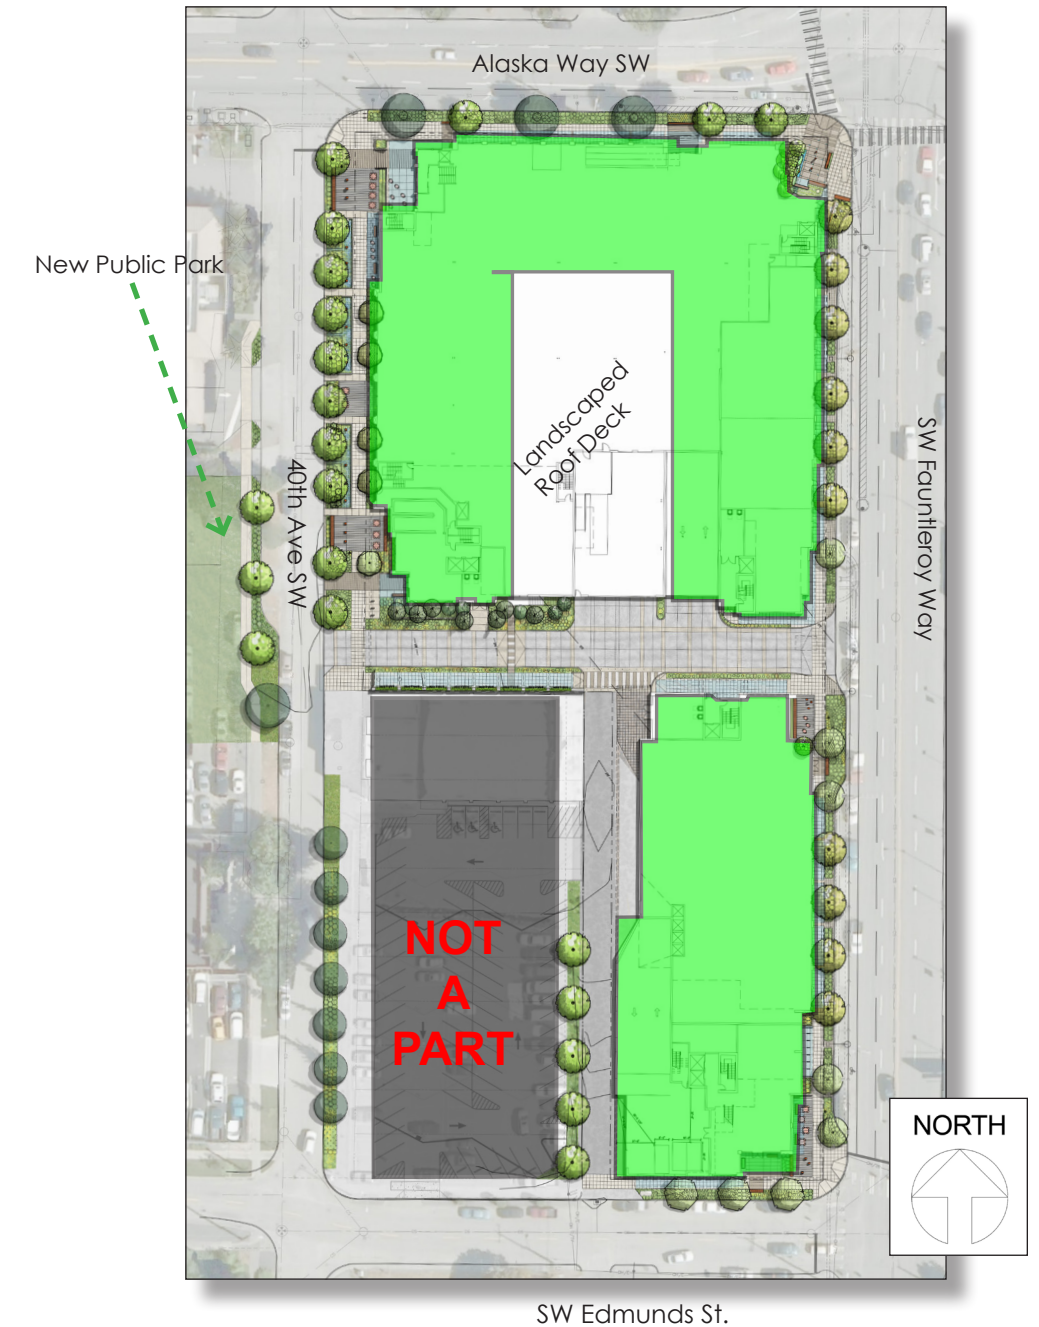 Alaska Way SW
New Public Park
Landscaped
Roof Deck
40th Ave SW
SW Fauntleroy Way
NOT
A
PART
NORTH
SW Edmunds St.